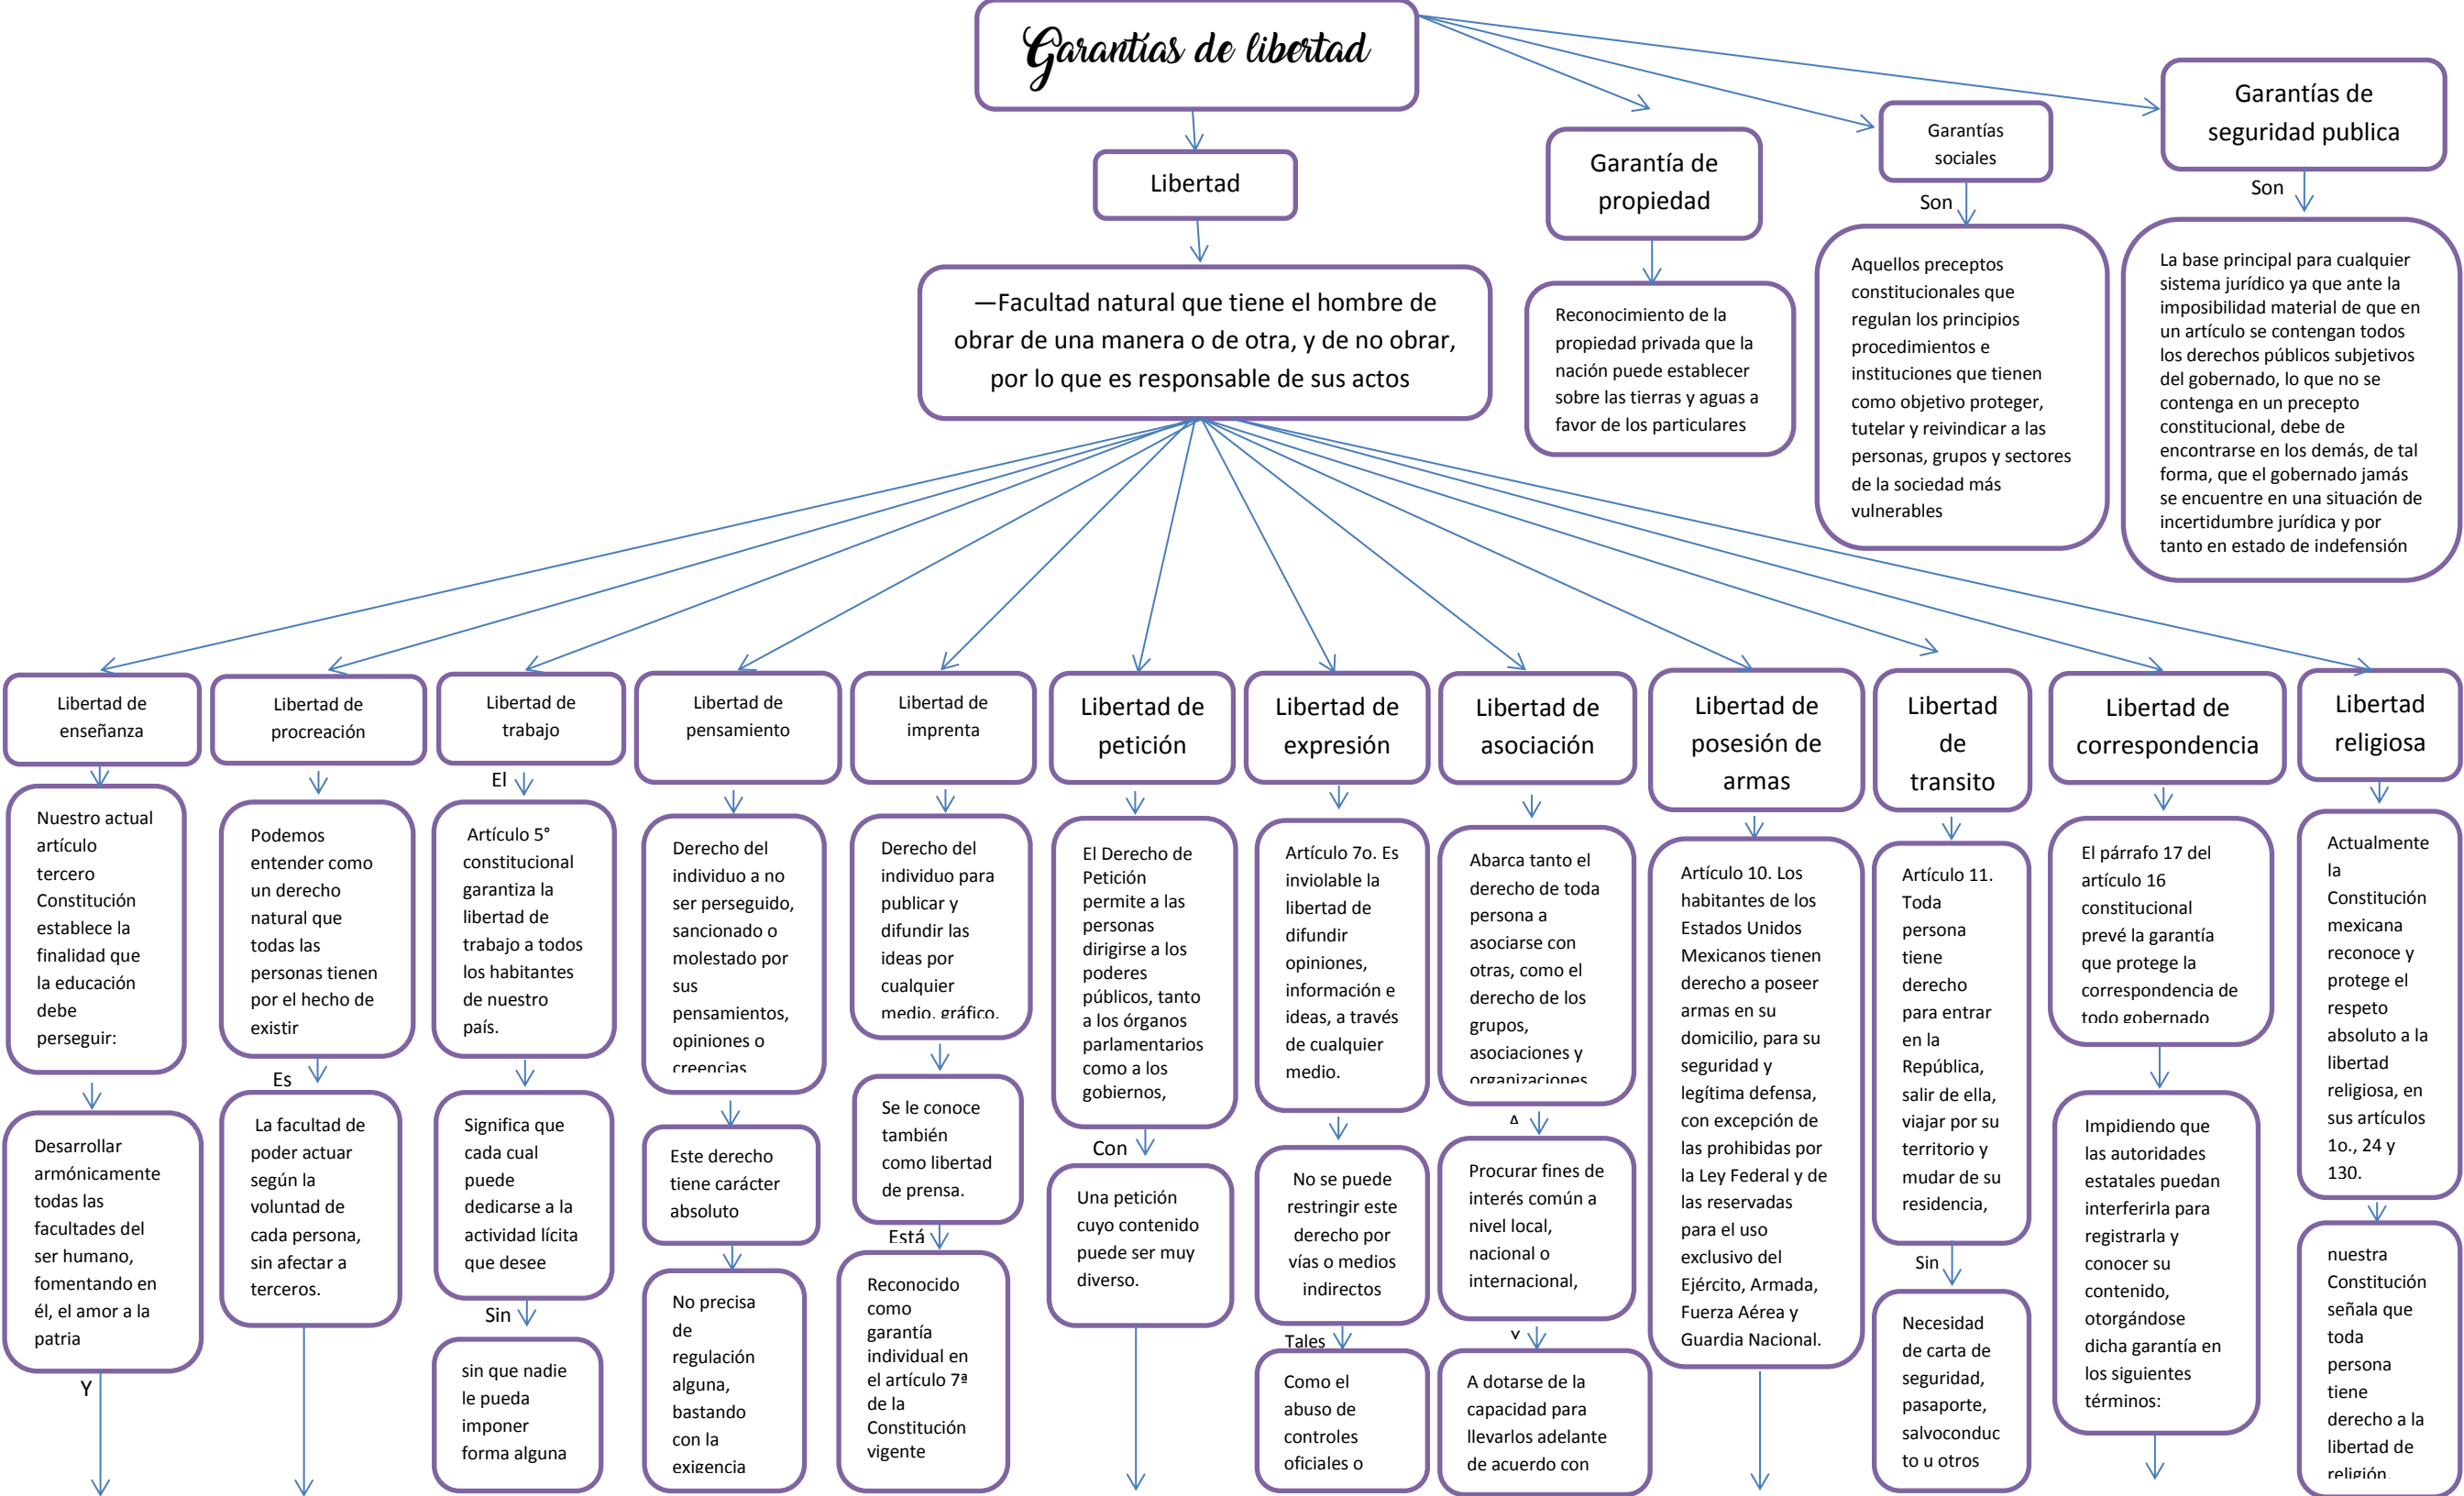 Garantías de libertad
Libertad
—Facultad natural que tiene el hombre de
obrar de una manera o de otra, y de no obrar,
por lo que es responsable de sus actos
Garantía de
propiedad
Reconocimiento de la
propiedad privada que la
nación puede establecer
sobre las tierras y aguas a
favor de los particulares
Garantías
sociales
Son
Aquellos preceptos
constitucionales que
regulan los principios
procedimientos e
instituciones que tienen
como objetivo proteger,
tutelar y reivindicar a las
personas, grupos y sectores
de la sociedad más
vulnerables
Garantías de
seguridad publica
Son
La base principal para cualquier
sistema jurídico ya que ante la
imposibilidad material de que en
un artículo se contengan todos
los derechos públicos subjetivos
del gobernado, lo que no se
contenga en un precepto
constitucional, debe de
encontrarse en los demás, de tal
forma, que el gobernado jamás
se encuentre en una situación de
incertidumbre jurídica y por
tanto en estado de indefensión
Libertad de
enseñanza
Nuestro actual
artículo
tercero
Constitución
establece la
finalidad que
la educación
debe
perseguir:
Desarrollar
armónicamente
todas las
facultades del
ser humano,
fomentando en
él, el amor a la
patria
Y
Libertad de
procreación
Podemos
entender como
un derecho
natural que
todas las
personas tienen
por el hecho de
existir
Es
La facultad de
poder actuar
según la
voluntad de
cada persona,
sin afectar a
terceros.
Libertad de
trabajo
El
Artículo 5°
constitucional
garantiza la
libertad de
trabajo a todos
los habitantes
de nuestro
país.
Significa que
cada cual
puede
dedicarse a la
actividad lícita
que desee
Sin
sin que nadie
le pueda
imponer
forma alguna
Libertad de
pensamiento
Derecho del
individuo a no
ser perseguido,
sancionado o
molestado por
sus
pensamientos,
opiniones o
creencias
Este derecho
tiene carácter
absoluto
No precisa
de
regulación
alguna,
bastando
con la
exigencia
Libertad de
imprenta
Derecho del
individuo para
publicar y
difundir las
ideas por
cualquier
medio. gráfico.
Se le conoce
también
como libertad
de prensa.
Está
Reconocido
como
garantía
individual en
el artículo 7ª
de la
Constitución
vigente
Libertad de
petición
El Derecho de
Petición
permite a las
personas
dirigirse a los
poderes
públicos, tanto
a los órganos
parlamentarios
como a los
gobiernos,
Con
Una petición
cuyo contenido
puede ser muy
diverso.
Libertad de
expresión
Artículo 7o. Es
inviolable la
libertad de
difundir
opiniones,
información e
ideas, a través
de cualquier
medio.
No se puede
restringir este
derecho por
vías o medios
indirectos
Tales
Como el
abuso de
controles
oficiales o
Libertad de
asociación
Abarca tanto el
derecho de toda
persona a
asociarse con
otras, como el
derecho de los
grupos,
asociaciones y
organizaciones
A
Procurar fines de
interés común a
nivel local,
nacional o
internacional,
A dotarse de la
capacidad para
llevarlos adelante
de acuerdo con
Libertad de
posesión de
armas
Artículo 10. Los
habitantes de los
Estados Unidos
Mexicanos tienen
derecho a poseer
armas en su
domicilio, para su
seguridad y
legítima defensa,
con excepción de
las prohibidas por
la Ley Federal y de
las reservadas
para el uso
exclusivo del
Ejército, Armada,
Fuerza Aérea y
Guardia Nacional.
Libertad
de
transito
Artículo 11.
Toda
persona
tiene
derecho
para entrar
en la
República,
salir de ella,
viajar por su
territorio y
mudar de su
residencia,
Sin
Necesidad
de carta de
seguridad,
pasaporte,
salvoconduc
to u otros
Libertad de
correspondencia
El párrafo 17 del
artículo 16
constitucional
prevé la garantía
que protege la
correspondencia de
todo gobernado
Impidiendo que
las autoridades
estatales puedan
interferirla para
registrarla y
conocer su
contenido,
otorgándose
dicha garantía en
los siguientes
términos:
Libertad
religiosa
Actualmente
la
Constitución
mexicana
reconoce y
protege el
respeto
absoluto a la
libertad
religiosa, en
sus artículos
1o., 24 y
130.
nuestra
Constitución
señala que
toda
persona
tiene
derecho a la
libertad de
religión.